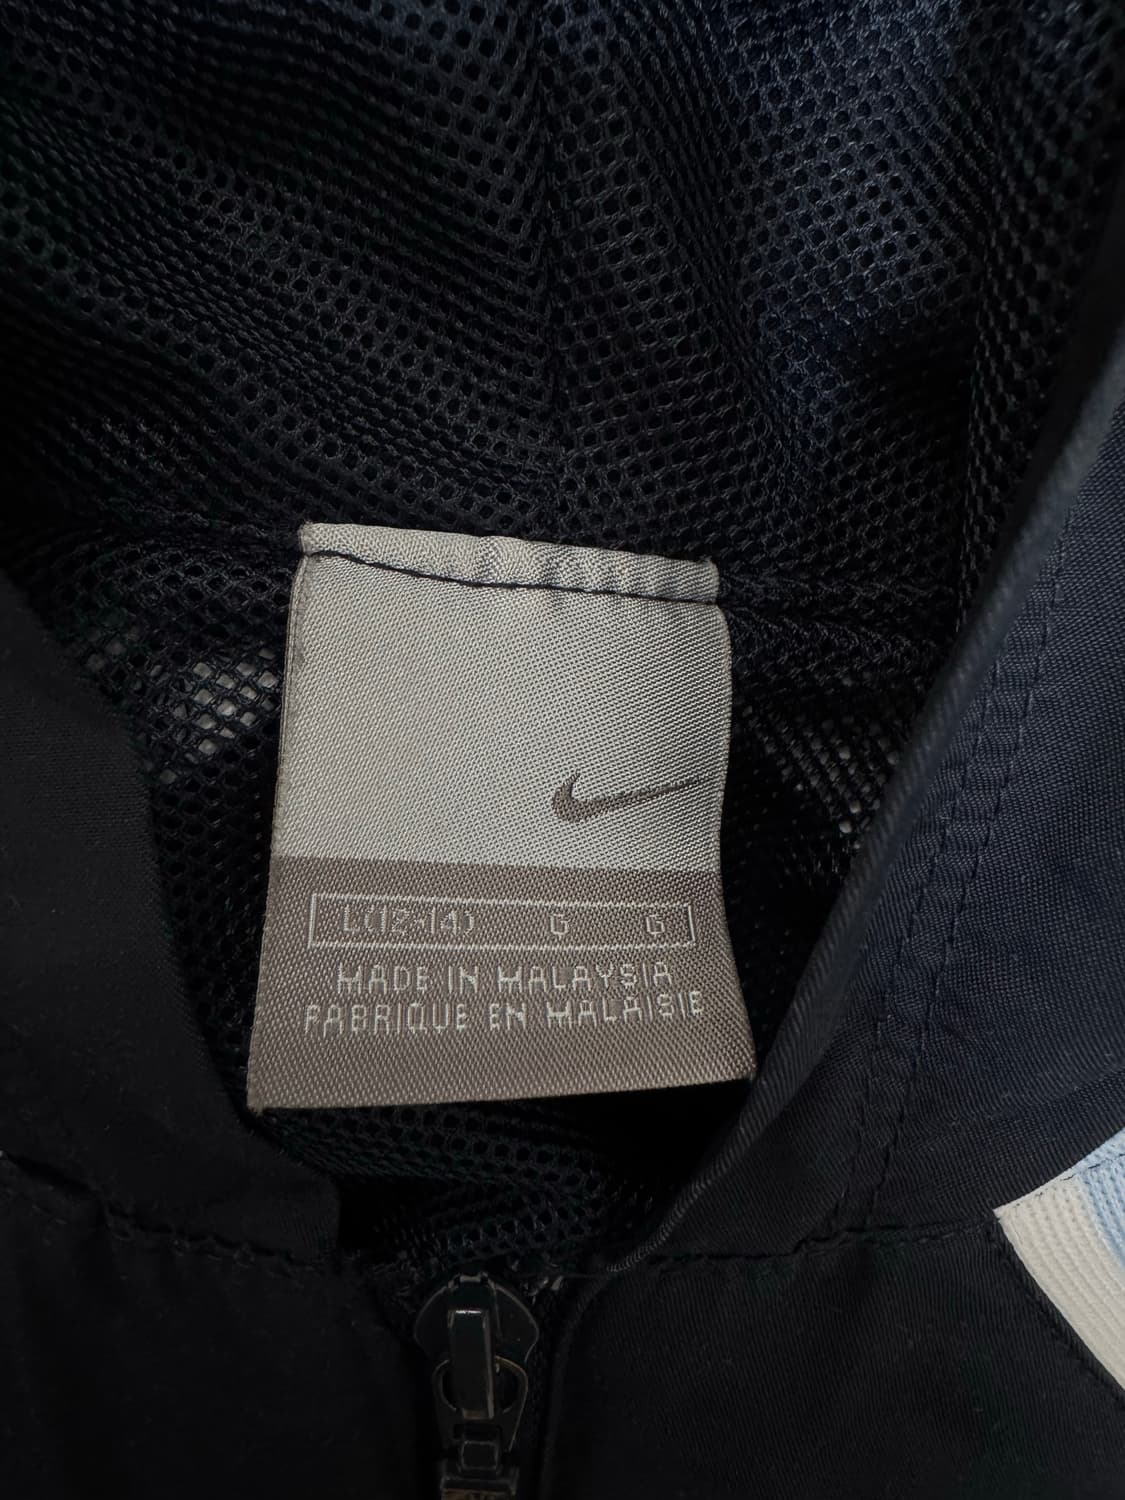 L(12-14) G G
MADE IN MALAYSIA
FABRIQUE EN MALAISIE